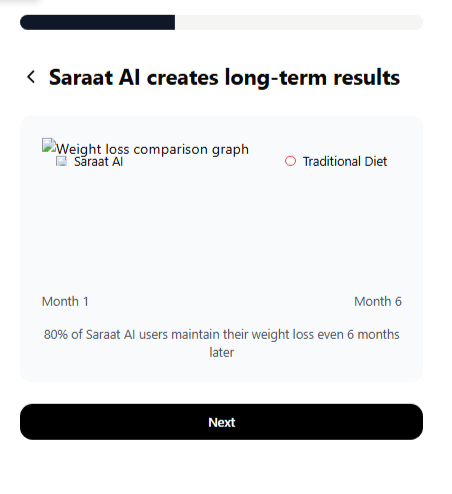 Saraat AI creates long-term results
Weight loss comparison graph
Saraat AI
Traditional Diet
Month 1
Month 6
80% of Saraat AI users maintain their weight loss even 6 months
later
Next